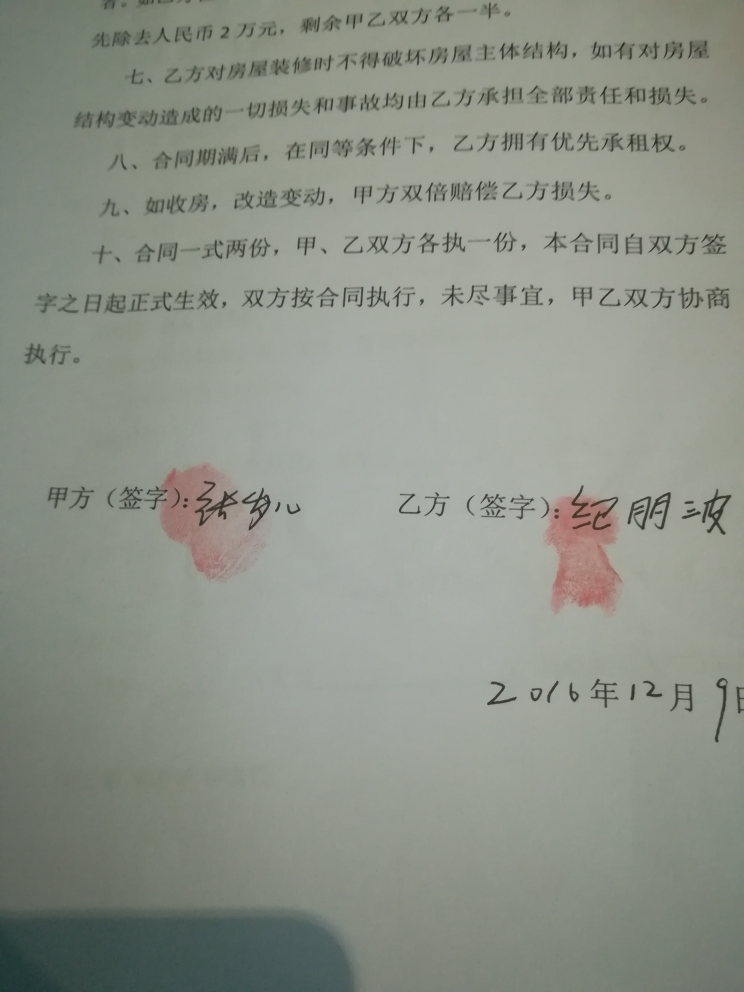 先除去人民币2万元，剩余甲乙双方各一半。
七、乙方对房屋装修时不得破坏房屋主体结构，如有对房屋
结构变动造成的一切损失和事故均由乙方承担全部责任和损失。
八、合同期满后，在同等条件下，乙方拥有优先承租权。
九、如收房，改造变动，甲方双倍赔偿乙方损失。
十、合同一式两份，甲、乙双方各执一份，本合同自双方签
字之日起正式生效，双方按合同执行，未尽事宜，甲乙双方协商
执行。
甲方（签字）：张 乙方（签字）：纪朋波
2016年12月9日